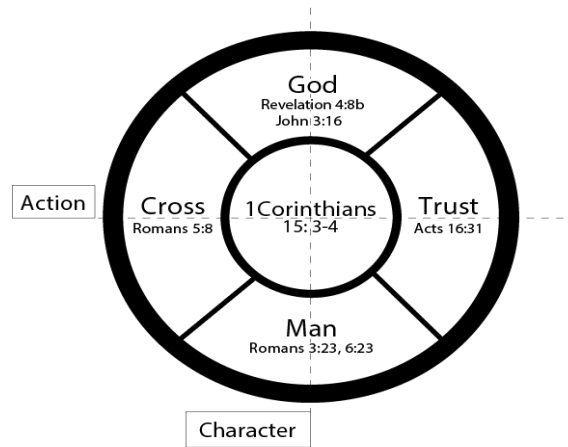 God
Revelation 4:8b
John 3:16
Action
Cross
Romans 5:8
1Corinthians
15: 3-4
Trust
Acts 16:31
Man
Romans 3:23, 6:23
Character